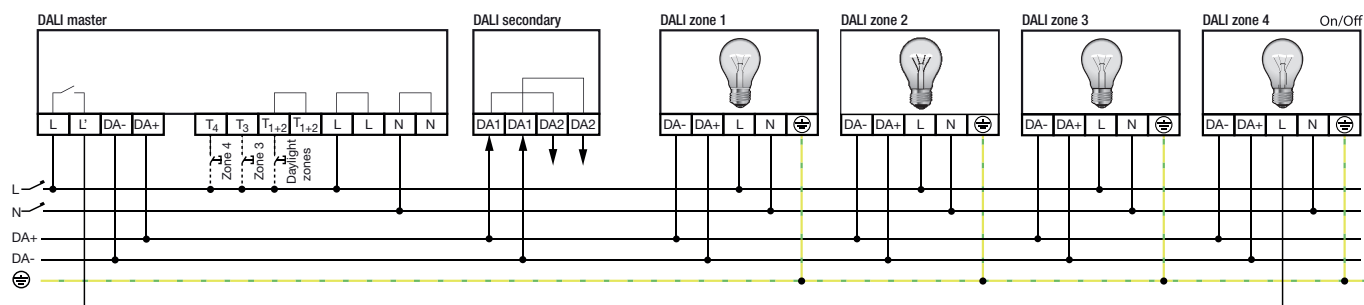 DALI master DALI secondary DALI zone 1 DALI zone 2 DALI zone 3 DALI zone 4 On/Off
L L' DA- DA+ T4 T3 T1+2 T1+2 L L N N DA1 DA1 DA2 DA2 DA- DA+ L N DA- DA+ L N DA- DA+ L N DA- DA+ L N
Zone 4
Zone 3
Daylight
zones
L
N
DA+
DA-